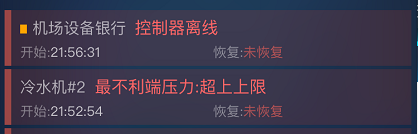 机场设备银行 控制器离线
开始:21:56:31 恢复:未恢复
冷水机#2 最不利端压力:超上上限
开始:21:52:54 恢复:未恢复